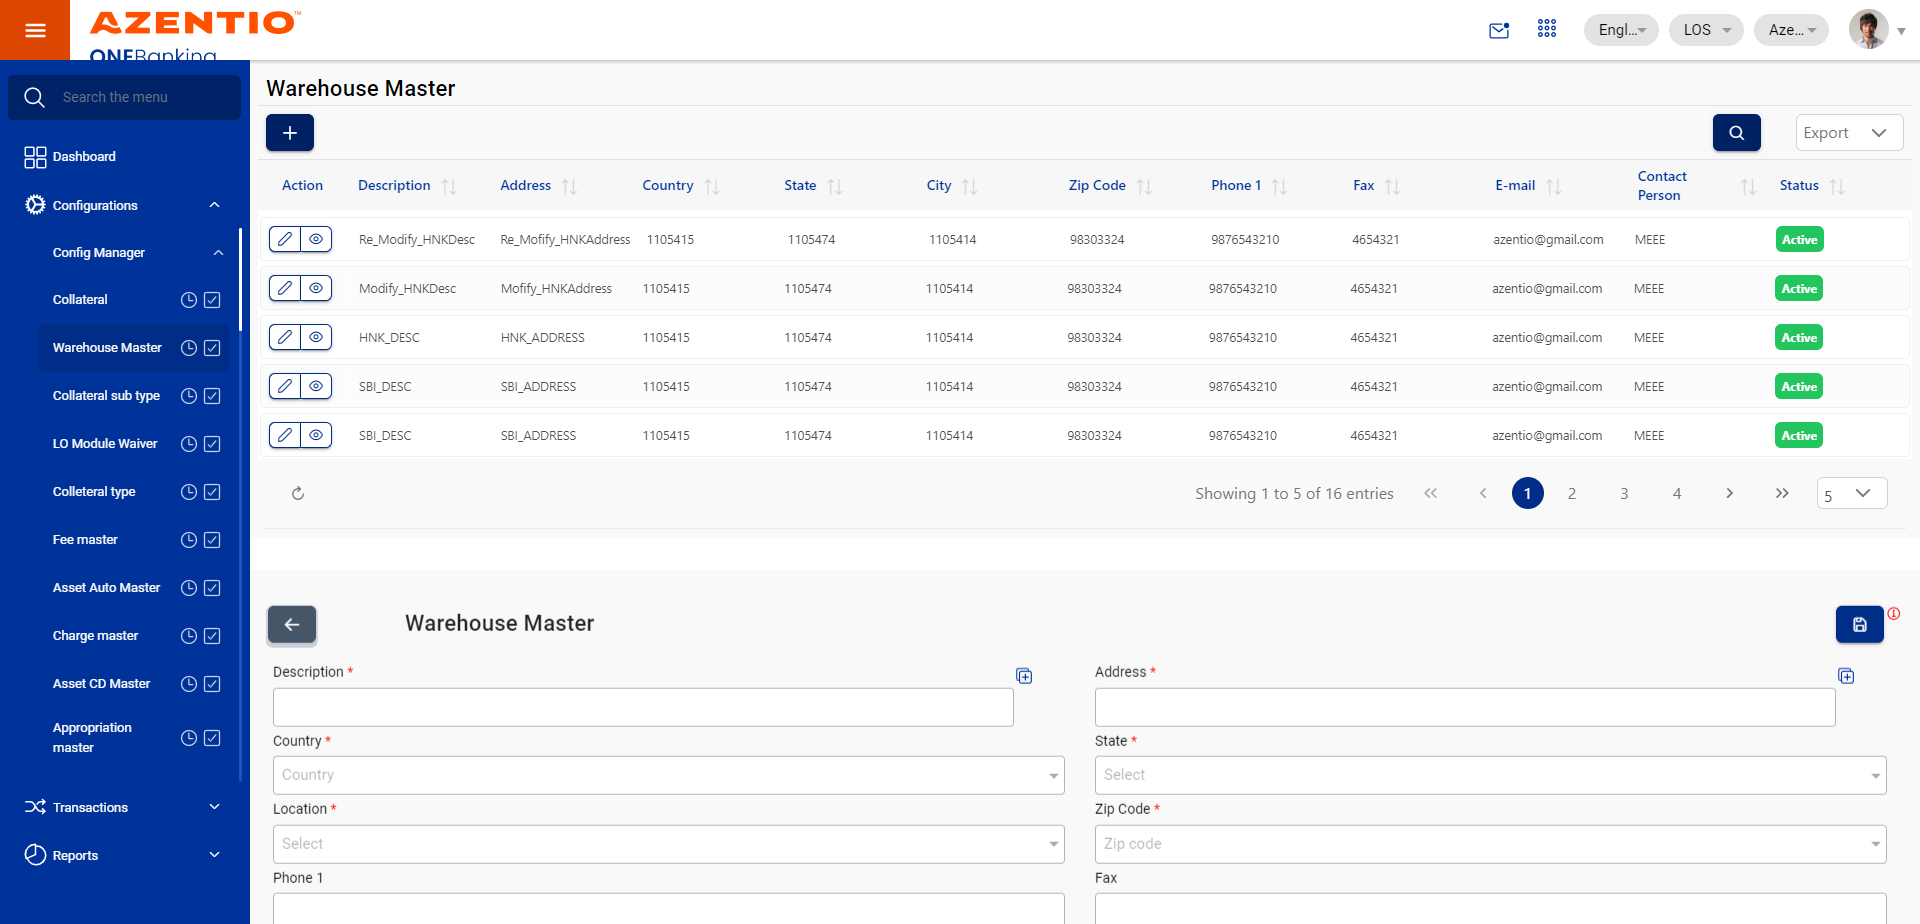 AZENTIO™
ONEBanking
Engl...
LOS
Aze...
Search the menu
Dashboard
Configurations
Config Manager
Collateral
Warehouse Master
Collateral sub type
LO Module Waiver
Colleteral type
Fee master
Asset Auto Master
Charge master
Asset CD Master
Appropriation
master
Transactions
Reports
Warehouse Master
Export
Action Description Address Country State City Zip Code Phone 1 Fax E-mail Contact Person Status
Re_Modify_HNKDesc Re_Mofify_HNKAddress 1105415 1105474 1105414 98303324 9876543210 4654321 azentio@gmail.com MEEE Active
Modify_HNKDesc Mofify_HNKAddress 1105415 1105474 1105414 98303324 9876543210 4654321 azentio@gmail.com MEEE Active
HNK_DESC HNK_ADDRESS 1105415 1105474 1105414 98303324 9876543210 4654321 azentio@gmail.com MEEE Active
SBI_DESC SBI_ADDRESS 1105415 1105474 1105414 98303324 9876543210 4654321 azentio@gmail.com MEEE Active
SBI_DESC SBI_ADDRESS 1105415 1105474 1105414 98303324 9876543210 4654321 azentio@gmail.com MEEE Active
Showing 1 to 5 of 16 entries << < 1 2 3 4 > >> 5
Warehouse Master
Description * Address *
Country * State *
Country Select
Location * Zip Code *
Select Zip code
Phone 1 Fax